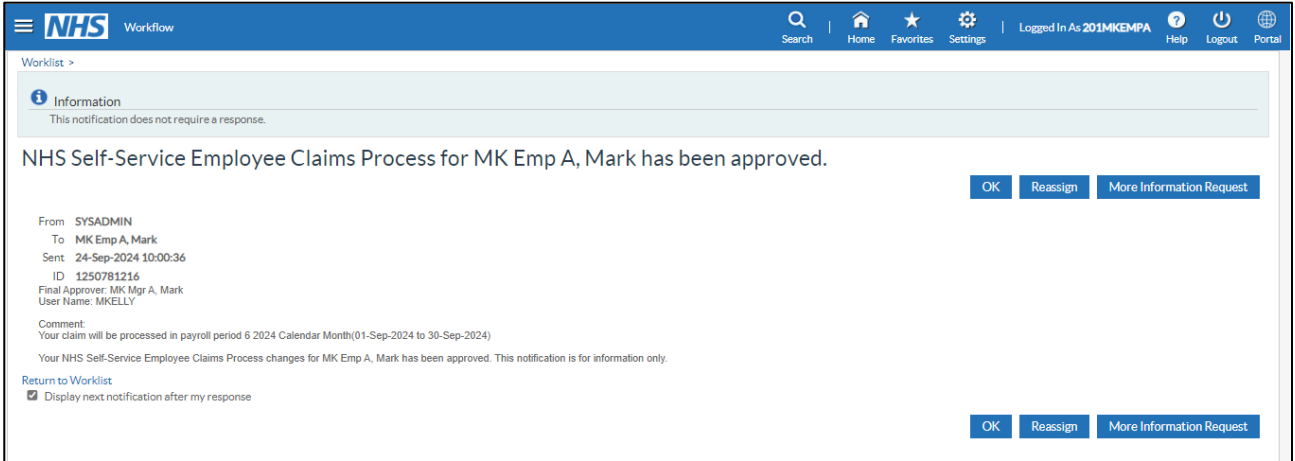 NHS Workflow
Search
Home
Favorites
Settings
Logged In As 201MKEMPA
Help
Logout
Portal
Worklist >
Information
This notification does not require a response.
NHS Self-Service Employee Claims Process for MK Emp A, Mark has been approved.
OK
Reassign
More Information Request
From SYSADMIN
To MK Emp A, Mark
Sent 24-Sep-2024 10:00:36
ID 1250781216
Final Approver: MK Mgr A, Mark
User Name: MKELLY
Comment:
Your claim will be processed in payroll period 6 2024 Calendar Month(01-Sep-2024 to 30-Sep-2024)
Your NHS Self-Service Employee Claims Process changes for MK Emp A, Mark has been approved. This notification is for information only.
Return to Worklist
Display next notification after my response
OK
Reassign
More Information Request